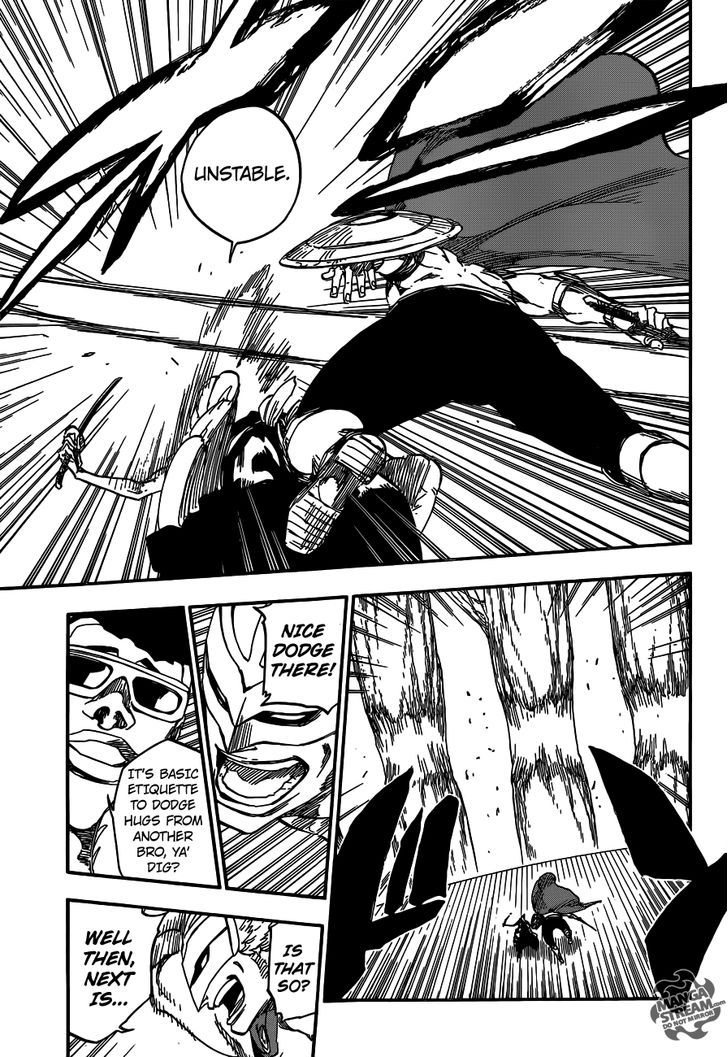 UNSTABLE.
NICE
DODGE
THERE!
IT'S BASIC
ETIQUETTE
TO DODGE
HUGS FROM
ANOTHER
BRO, YA'
DIG?
IS
THAT
SO?
WELL
THEN,
NEXT
IS...
MANGA
STREAM.COM
DO NOT MIRROR!